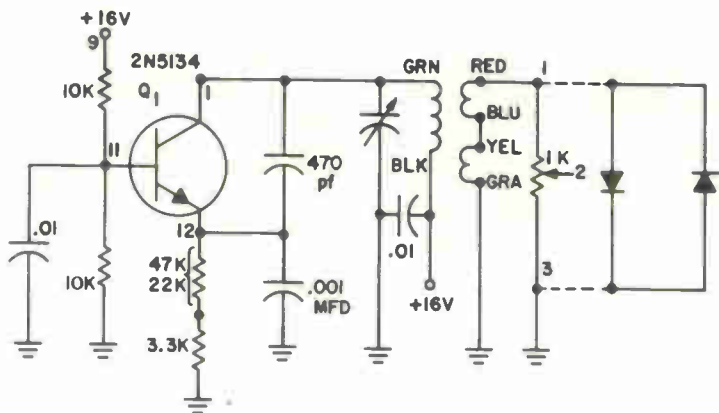 +16V
9
2N5134
10K
Q1
1
GRN
RED
1
BLU
11
470
pf
YEL
1K
2
BLK
GRA
.01
12
.01
10K
47K
22K
.001
MFD
+16V
3
3.3K